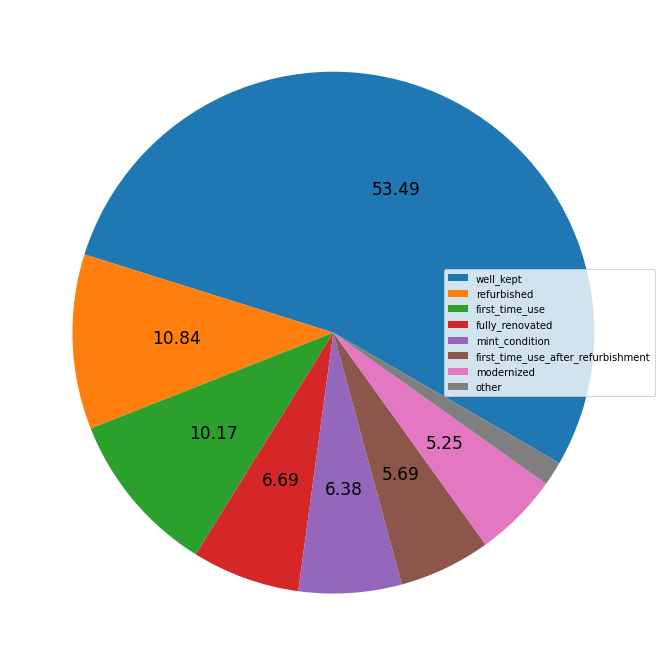 53.49
well_kept
refurbished
first_time_use
fully_renovated
mint_condition
first_time_use_after_refurbishment
modernized
other
10.84
10.17
5.25
6.69
6.38
5.69